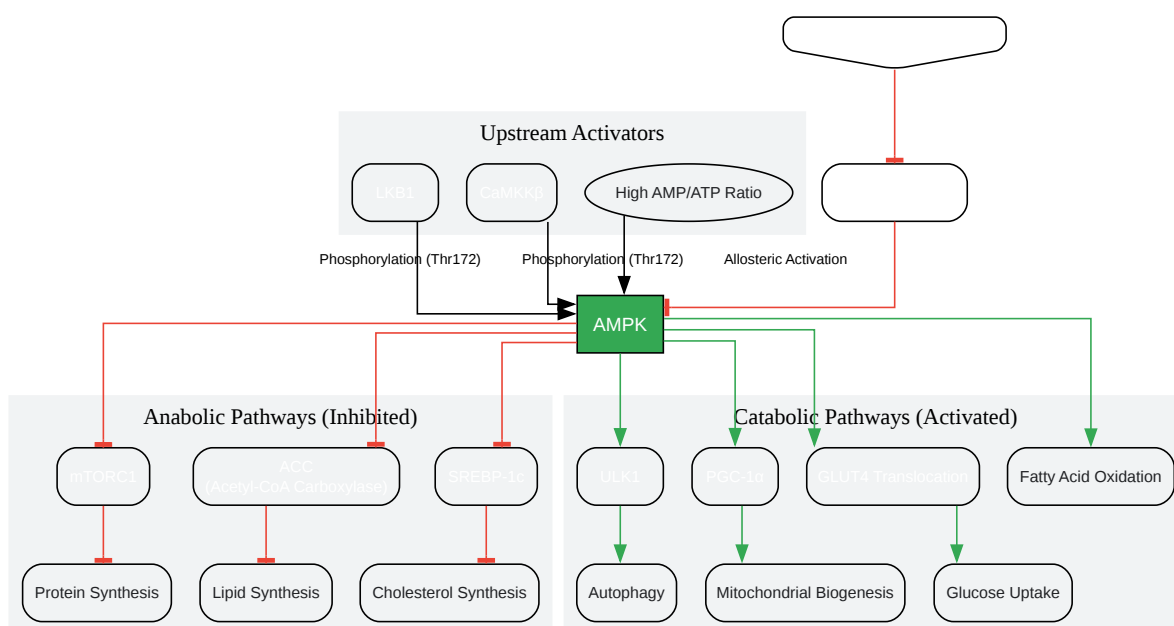 Upstream Activators
LKB1
CaMKKβ
High AMP/ATP Ratio
Phosphorylation (Thr172)
Phosphorylation (Thr172)
Allosteric Activation
AMPK
Anabolic Pathways (Inhibited)
Catabolic Pathways (Activated)
mTORC1
ACC
(Acetyl-CoA Carboxylase)
SREBP-1c
ULK1
PGC-1α
GLUT4 Translocation
Fatty Acid Oxidation
Protein Synthesis
Lipid Synthesis
Cholesterol Synthesis
Autophagy
Mitochondrial Biogenesis
Glucose Uptake